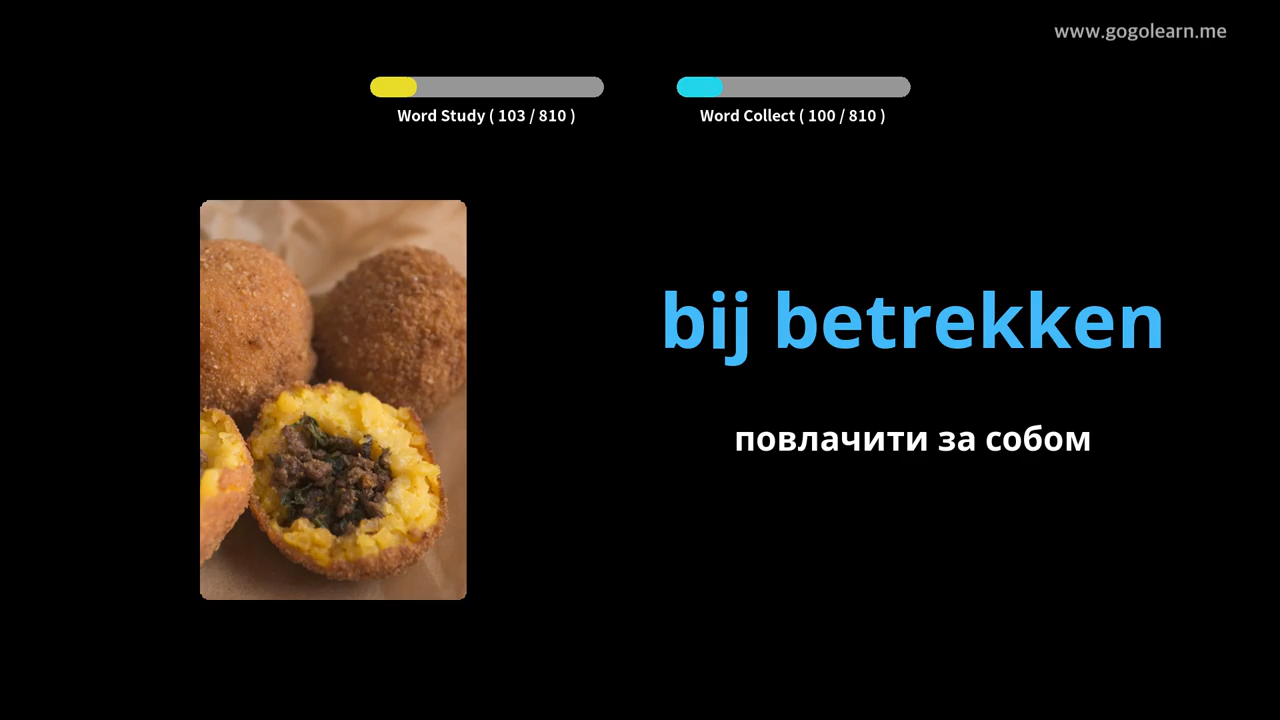 www.gogolearn.me
Word Study ( 103 / 810 )
Word Collect ( 100 / 810 )
bij betrekken
повлачити за собом